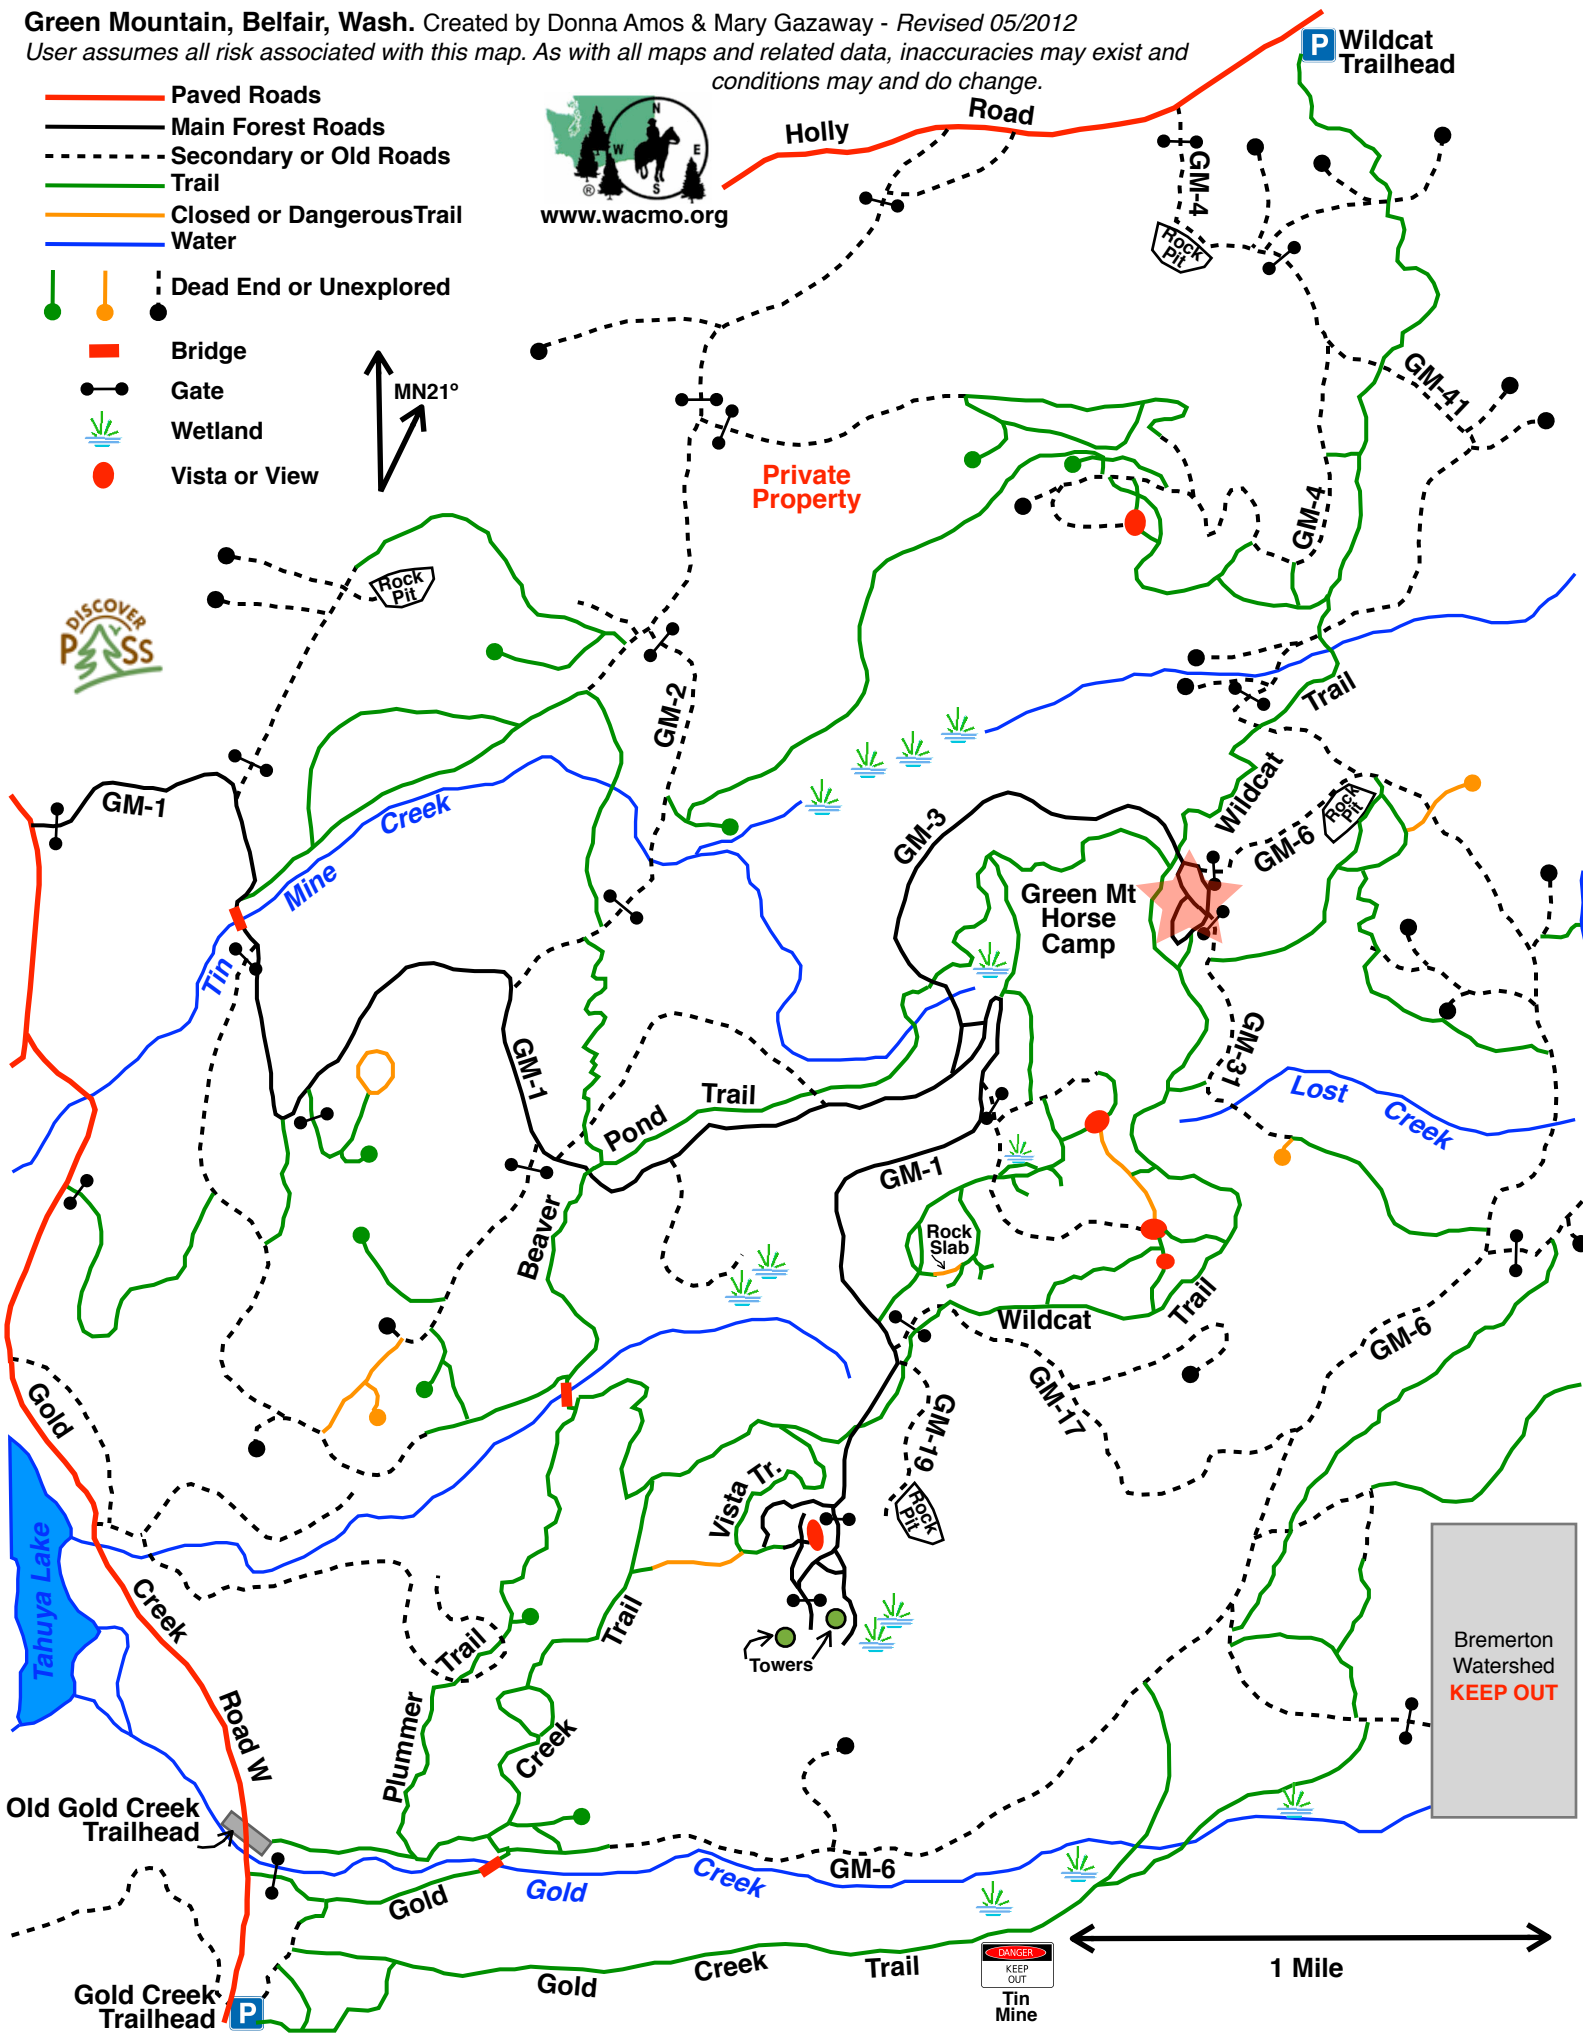 Green Mountain, Belfair, Wash. Created by Donna Amos & Mary Gazaway - Revised 05/2012
User assumes all risk associated with this map. As with all maps and related data, inaccuracies may exist and
conditions may and do change.
Paved Roads
Main Forest Roads
Secondary or Old Roads
Trail
Closed or DangerousTrail
Water
Dead End or Unexplored
Bridge
Gate
Wetland
Vista or View
MN21º
N
W
E
S
®
www.wacmo.org
Holly
Road
P
Wildcat
Trailhead
GM-4
Rock
Pit
GM-41
GM-4
Private
Property
Rock
Pit
DISCOVER
PASS
GM-2
Trail
Wildcat
GM-1
Creek
Mine
Tin
GM-3
Rock
Pit
GM-6
Green Mt
Horse
Camp
GM-31
GM-1
Trail
Pond
Lost
Creek
GM-1
Beaver
Rock
Slab
Wildcat
Trail
GM-6
GM-17
GM-19
Gold
Vista Tr.
Rock
Pit
Tahuya Lake
Creek
Trail
Trail
Towers
Bremerton
Watershed
KEEP OUT
Road W
Plummer
Creek
Old Gold Creek
Trailhead
GM-6
Gold
Gold
Creek
Gold
Creek
Trail
DANGER
KEEP
OUT
Tin
Mine
1 Mile
Gold Creek
Trailhead
P